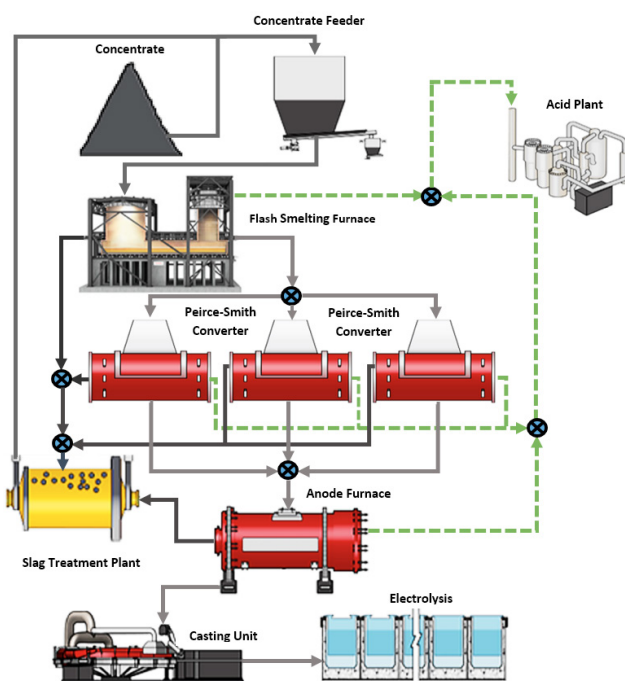 Concentrate Feeder
Concentrate
Acid Plant
Flash Smelting Furnace
Peirce-Smith
Converter
Peirce-Smith
Converter
Anode Furnace
Slag Treatment Plant
Electrolysis
Casting Unit